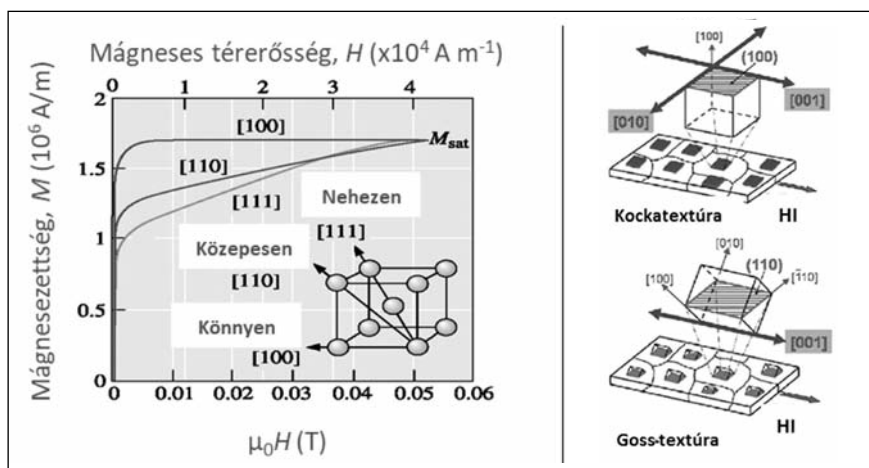 Mágneses térerősség, H (x10⁴ A m⁻¹)
0 1 2 3 4
Mágnesezettség, M (10⁶ A/m)
2
1.5
1
0.5
0
[100]
M sat
[110]
[111]
Nehezen
[111]
Közepesen
[110]
Könnyen
[100]
0 0.01 0.02 0.03 0.04 0.05 0.06
μ₀H (T)
[100]
(100)
[001]
[010]
Kockatextúra HI
[010]
(110)
[100]
[1̄10]
[001]
Goss-textúra HI